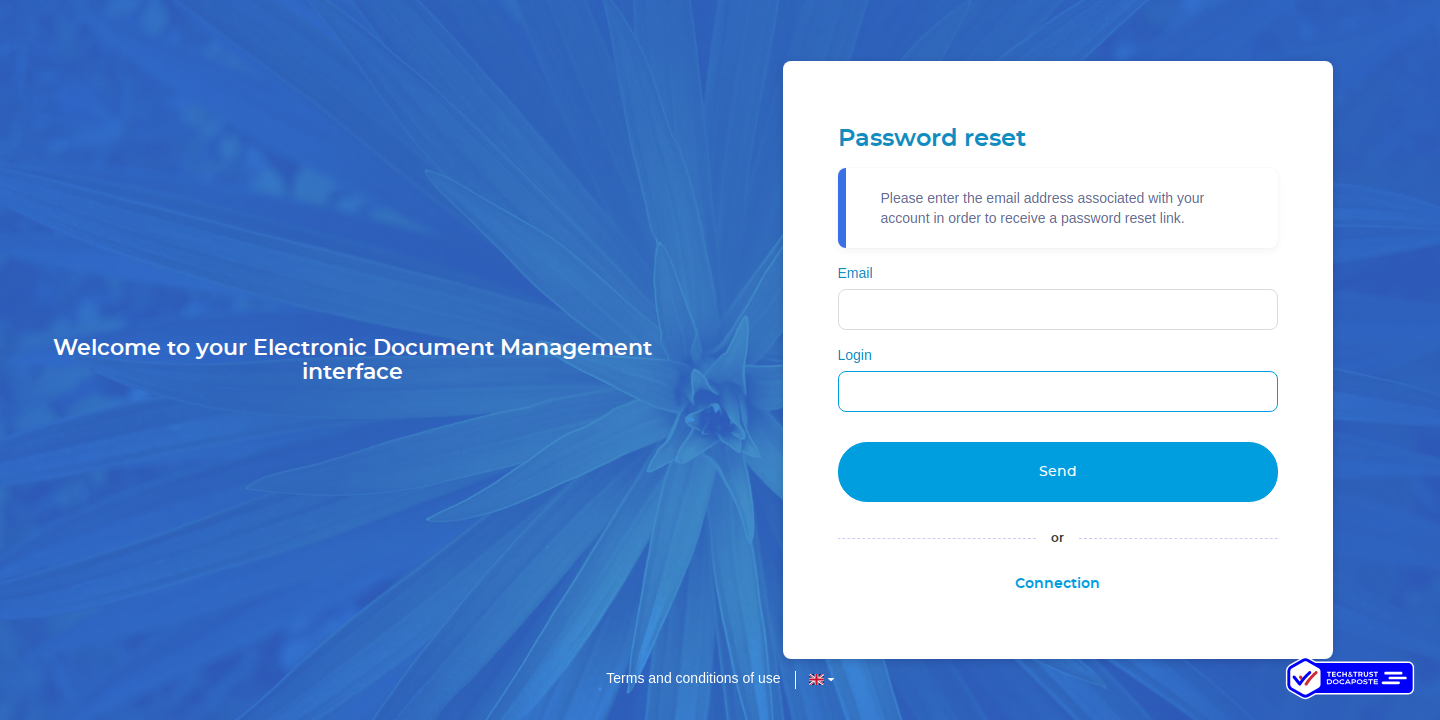 Password reset
Please enter the email address associated with your
account in order to receive a password reset link.
Email
Welcome to your Electronic Document Management
interface
Login
Send
or
Connection
Terms and conditions of use
TECH&TRUST
DOCAPOSTE